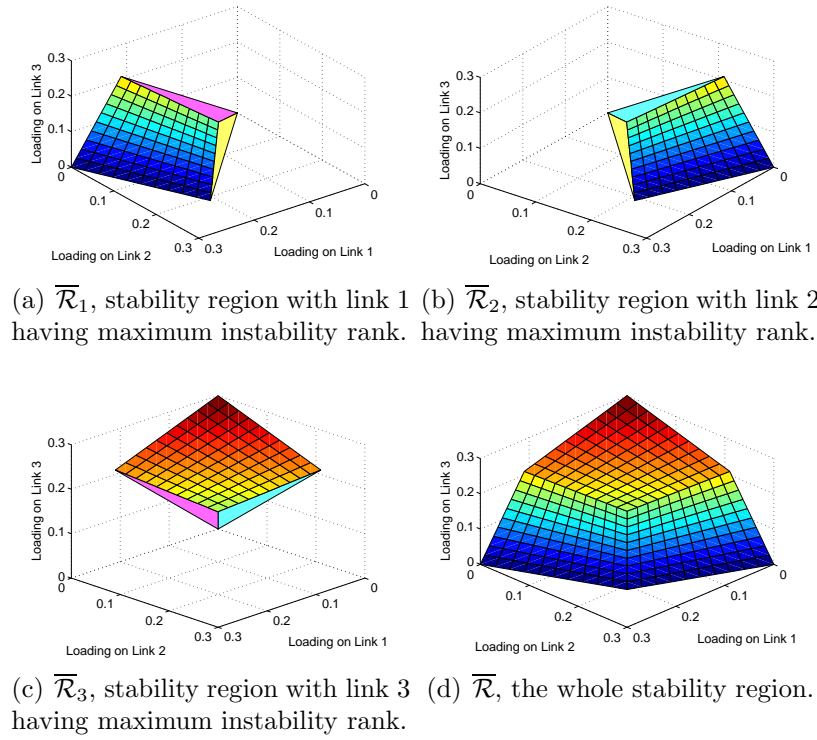 0.3
0.2
0.1
0
Loading on Link 3
0
0.1
0.2
0.3
Loading on Link 2
0.3
0.2
0.1
0
Loading on Link 1
0.3
0.2
0.1
0
Loading on Link 3
0
0.1
0.2
0.3
Loading on Link 2
0.3
0.2
0.1
0
Loading on Link 1
(a) R̅₁, stability region with link 1
having maximum instability rank.
(b) R̅₂, stability region with link 2
having maximum instability rank.
0.3
0.2
0.1
0
Loading on Link 3
0
0.1
0.2
0.3
Loading on Link 2
0.3
0.2
0.1
0
Loading on Link 1
0.3
0.2
0.1
0
Loading on Link 3
0
0.1
0.2
0.3
Loading on Link 2
0.3
0.2
0.1
0
Loading on Link 1
(c) R̅₃, stability region with link 3
having maximum instability rank.
(d) R̅, the whole stability region.